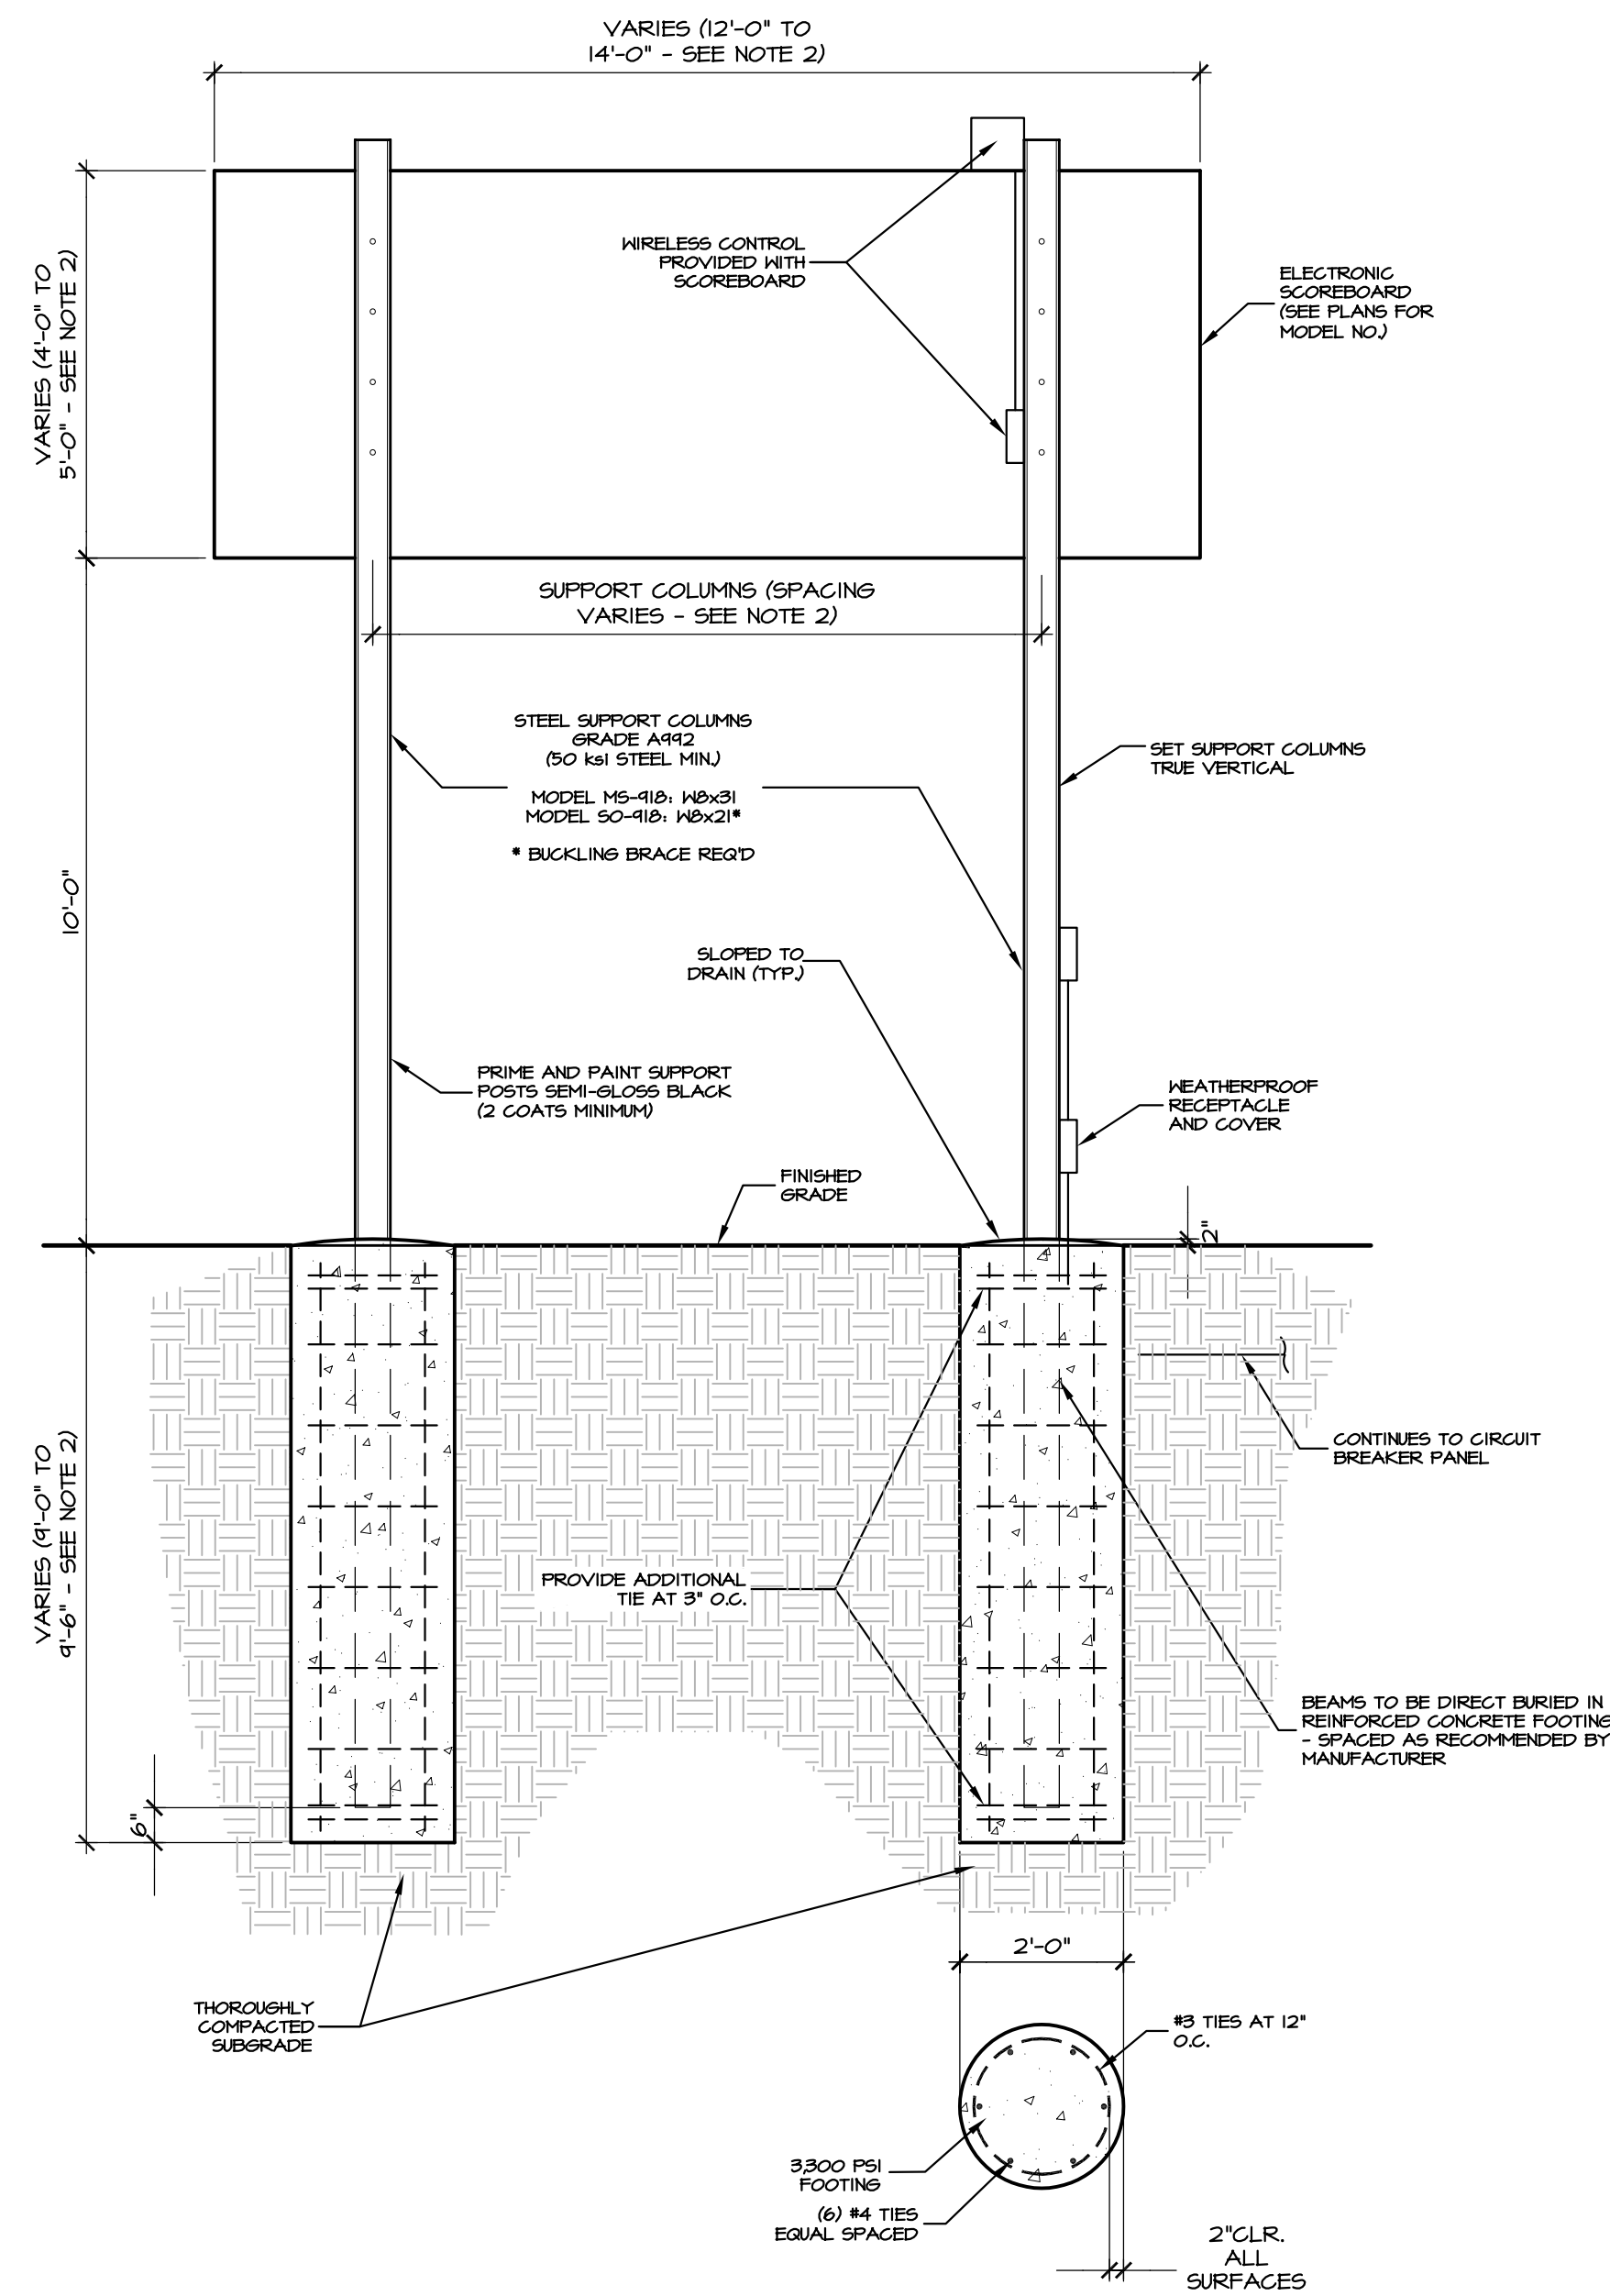 VARIES (12'-0" TO
14'-0" - SEE NOTE 2)
WIRELESS CONTROL
PROVIDED WITH
SCOREBOARD
ELECTRONIC
SCOREBOARD
(SEE PLANS FOR
MODEL NO.)
VARIES (4'-0" TO
5'-0" - SEE NOTE 2)
SUPPORT COLUMNS (SPACING
VARIES - SEE NOTE 2)
STEEL SUPPORT COLUMNS
GRADE A992
(50 ksi STEEL MIN.)
MODEL MS-918: W8x31
MODEL SO-918: W8x21*
* BUCKLING BRACE REQ'D
SET SUPPORT COLUMNS
TRUE VERTICAL
10'-0"
SLOPED TO
DRAIN (TYP.)
PRIME AND PAINT SUPPORT
POSTS SEMI-GLOSS BLACK
(2 COATS MINIMUM)
WEATHERPROOF
RECEPTACLE
AND COVER
FINISHED
GRADE
2"
CONTINUES TO CIRCUIT
BREAKER PANEL
VARIES (9'-0" TO
9'-6" - SEE NOTE 2)
PROVIDE ADDITIONAL
TIE AT 3" O.C.
BEAMS TO BE DIRECT BURIED IN
REINFORCED CONCRETE FOOTING
- SPACED AS RECOMMENDED BY
MANUFACTURER
6"
2'-0"
THOROUGHLY
COMPACTED
SUBGRADE
#3 TIES AT 12"
O.C.
3,300 PSI
FOOTING
(6) #4 TIES
EQUAL SPACED
2"CLR.
ALL
SURFACES